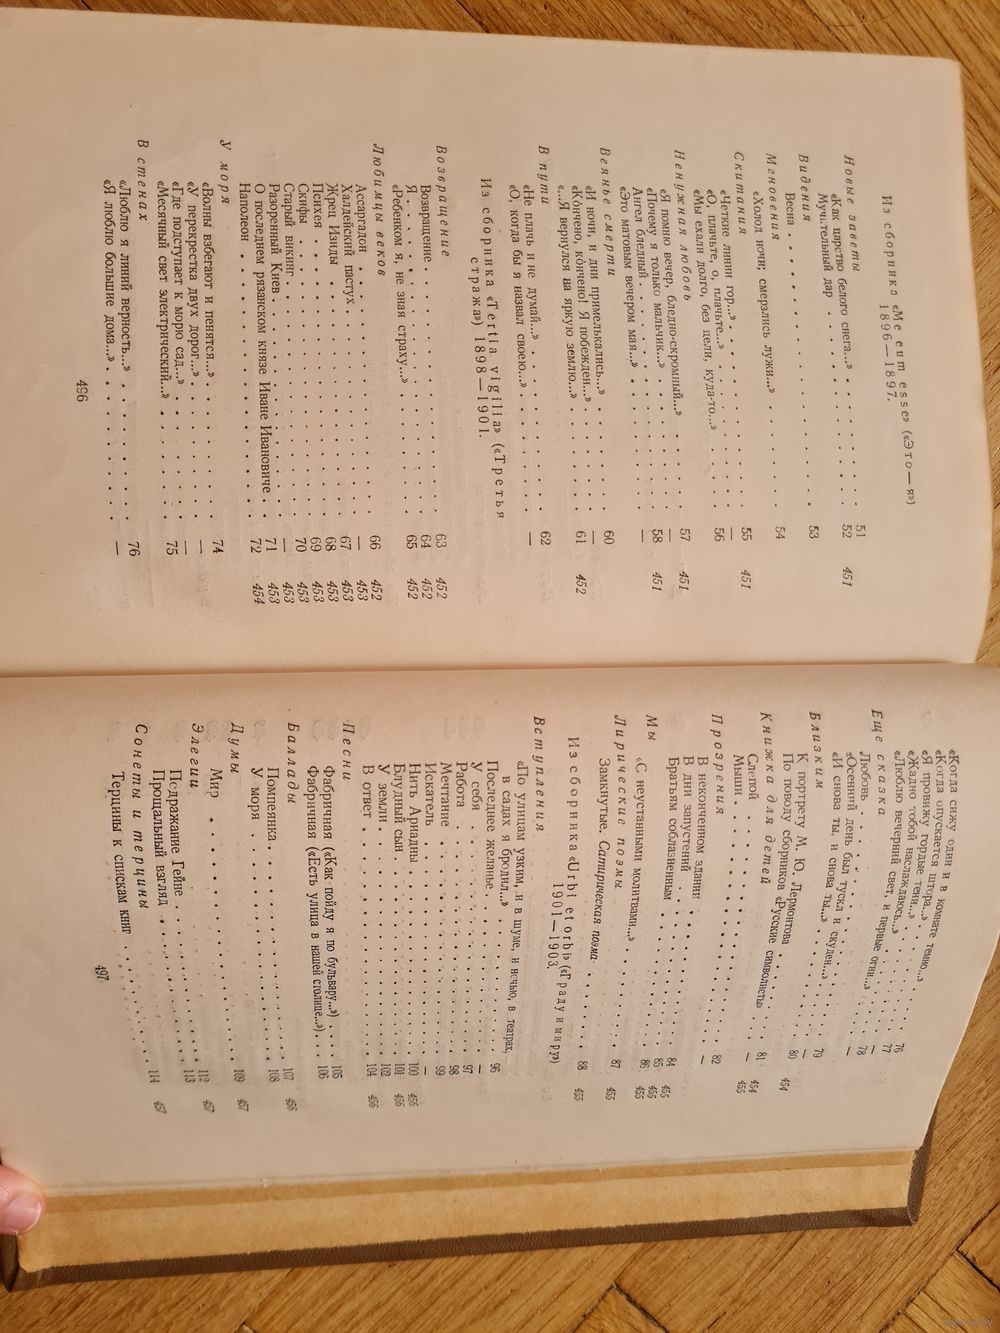 Из сборника «Me eum esse» («Это—я»)
1896—1897.
Новые заветы
«Как царство белого снега...» . . . 51
Мучительный дар . . . 52 451
Видения
Весна . . . 53
Мгновения
«Холод ночи; смерзлись лужи...» . . . 54
Скитания
«Четкие линии гор...» . . . 55 451
«О, плачьте, о, плачьте...» . . . —
«Мы ехали долго, без цели, куда-то...» . . . 56
Ненужная любовь
«Я помню вечер, бледно-скромный...» . . . 57 451
«Почему я только мальчик...» . . . 58 451
Ангел бледный . . . —
«Это матовым вечером мая...»
Веянье смерти
«И ночи, и дни примелькались...» . . . 60
«Ко́нчено, ко́нчено! Я побежден...» . . . —
«...Я вернулся на яркую землю...» . . . 61 452
В пути
«Не плачь и не думай...» . . . 62
«О, когда бы я назвал своею...» . . . —
Из сборника «Tertia vigilia» («Третья
стража») 1898—1901.
Возвращение
Возвращение . . . 63 452
Я . . . 64 452
«Ребенком я, не зная страху...» . . . 65 452
Любимцы веков
Ассаргадон . . . 66 452
Халдейский пастух . . . — 453
Жрец Изиды . . . 67 453
Психея . . . 68 453
Скифы . . . 69 453
Старый викинг . . . 70 453
Разоренный Киев . . . — 453
О последнем рязанском князе Иване Ивановиче . . . 71 453
Наполеон . . . 72 454
У моря
«Волны взбегают и пенятся...» . . . 74
«У перекрестка двух дорог...» . . . —
«Где подступает к морю сад...» . . . —
«Месячный свет электрический...» . . . 75
В стенах
«Люблю я линий верность...» . . . 76
«Я люблю большие дома...» . . . —
496
«Когда сижу один и в комнате темно...»
«Когда опускается штора...» . . . 76
«Я провижу гордые тени...» . . . 77
«Жадно тобой наслаждаюсь...» . . . —
«Люблю вечерний свет, и первые огни...» . . . 78
Еще сказка
Любовь . . . —
«Осенний день был тускл и скуден...»
«И снова ты, и снова ты...» . . . 79
Близким
К портрету М. Ю. Лермонтова . . . 80 454
По поводу сборников «Русские символисты» . . . —
Книжка для детей
Слепой . . . 81 454
Мыши . . . — 455
Прозрения
В неконченном здании . . . 82
В дни запустений . . . —
Братьям соблазненным . . . 84 455
Мы
«С неустанными молитвами...» . . . 86 455
Лирические поэмы
Замкнутые. Сатирическая поэма . . . 87 455
Из сборника «Urbi et orbi» («Граду и миру»)
1901—1903.
Вступления
«По улицам узким, и в шуме, и ночью, в театрах,
в садах я бродил...» . . . 96
Последнее желанье . . . —
У себя . . . 97
Работа . . . 98
Мечтание . . . 99
Искатель . . . —
Нить Ариадны . . . 100 456
Блудный сын . . . 101 456
У земли . . . 102
В ответ . . . 104 456
Песни
Фабричная («Как пойду я по бульвару...») . . . 105
Фабричная («Есть улица в нашей столице...») . . . 106
Баллады
Помпеянка . . . 107 456
У моря . . . 108
Думы
Мир . . . 109 457
Элегии
Подражание Гейне . . . 112 457
Прощальный взгляд . . . 113
Сонеты и терцины
Терцины к спискам книг . . . 114 457
497